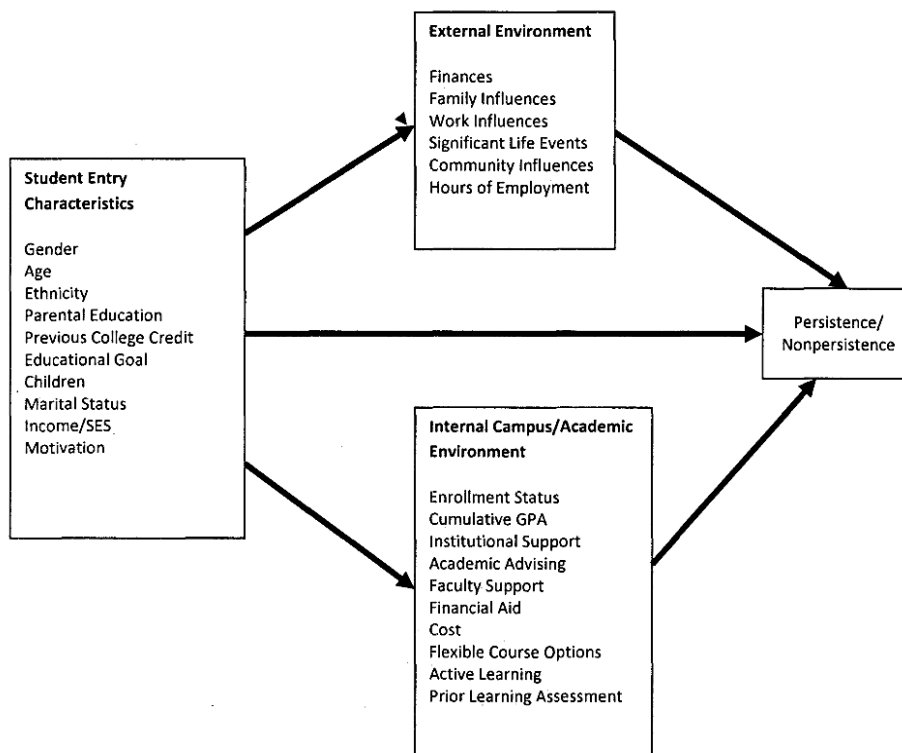 External Environment
Finances
Family Influences
Work Influences
Significant Life Events
Community Influences
Hours of Employment
Student Entry
Characteristics
Gender
Age
Ethnicity
Parental Education
Previous College Credit
Educational Goal
Children
Marital Status
Income/SES
Motivation
Persistence/
Nonpersistence
Internal Campus/Academic
Environment
Enrollment Status
Cumulative GPA
Institutional Support
Academic Advising
Faculty Support
Financial Aid
Cost
Flexible Course Options
Active Learning
Prior Learning Assessment